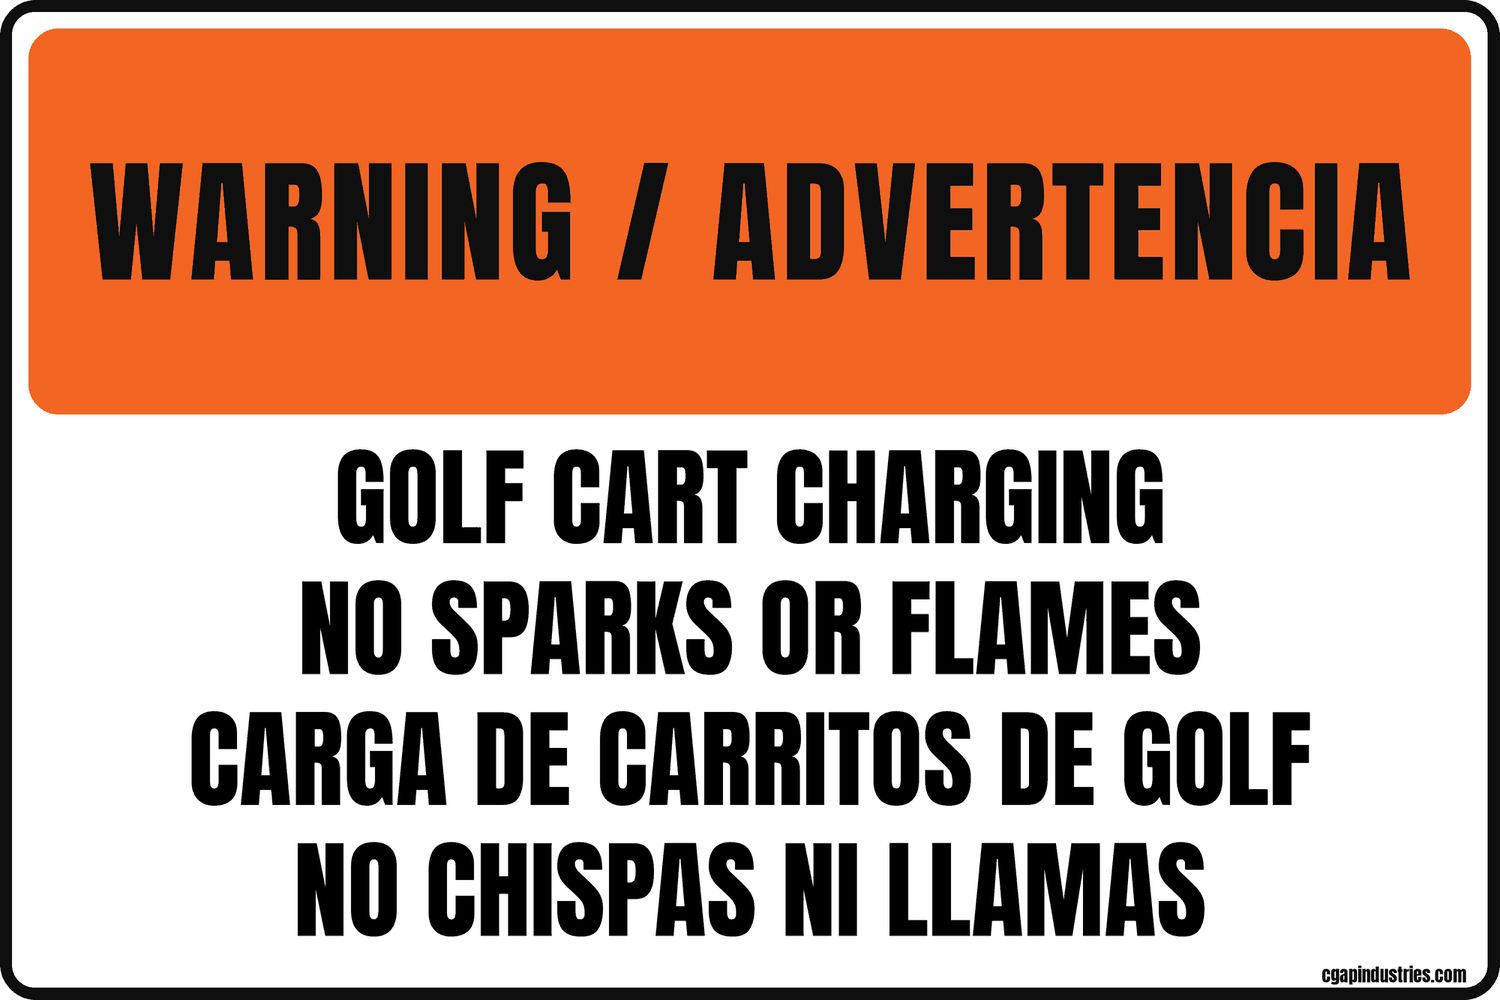 WARNING / ADVERTENCIA
GOLF CART CHARGING
NO SPARKS OR FLAMES
CARGA DE CARRITOS DE GOLF
NO CHISPAS NI LLAMAS
cgapindustries.com